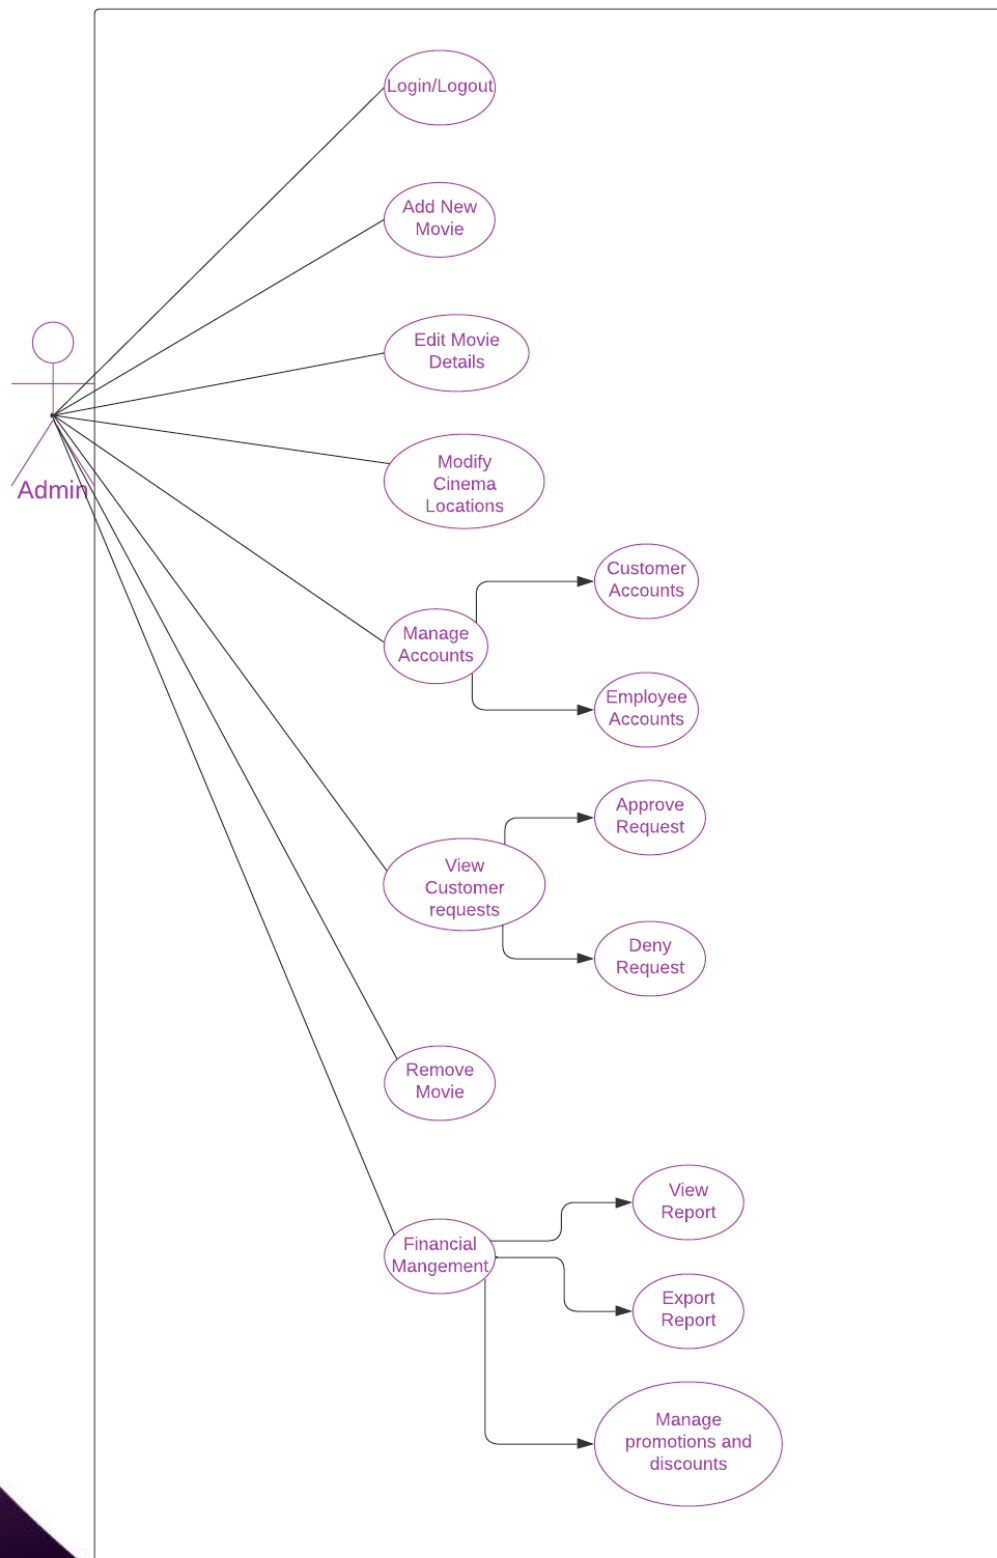 Login/Logout
Add New
Movie
Edit Movie
Details
Modify
Cinema
Locations
Admin
Customer
Accounts
Manage
Accounts
Employee
Accounts
Approve
Request
View
Customer
requests
Deny
Request
Remove
Movie
View
Report
Financial
Mangement
Export
Report
Manage
promotions and
discounts